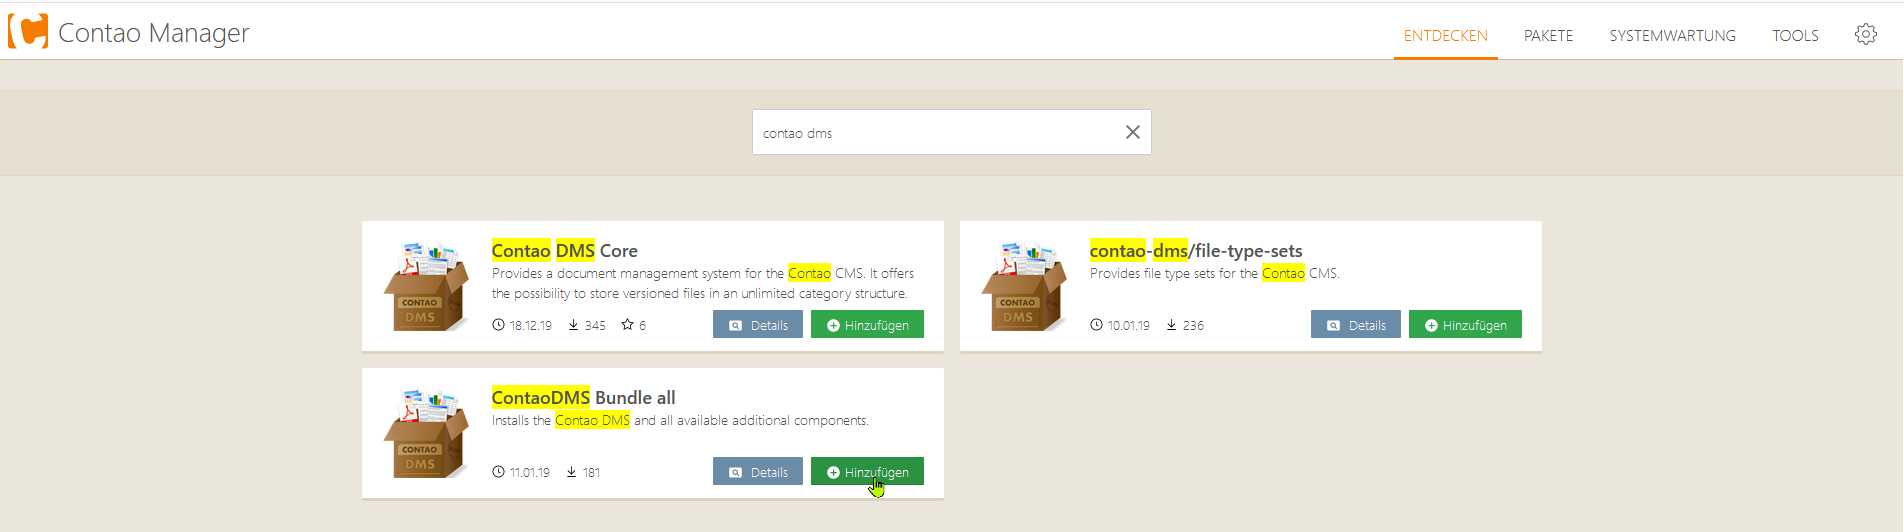 Contao Manager
ENTDECKEN PAKETE SYSTEMWARTUNG TOOLS
contao dms
Contao DMS Core
Provides a document management system for the Contao CMS. It offers
the possibility to store versioned files in an unlimited category structure.
18.12.19 345 6 Details Hinzufügen
CONTAO
DMS
contao-dms/file-type-sets
Provides file type sets for the Contao CMS.
10.01.19 236 Details Hinzufügen
CONTAO
DMS
ContaoDMS Bundle all
Installs the Contao DMS and all available additional components.
11.01.19 181 Details Hinzufügen
CONTAO
DMS